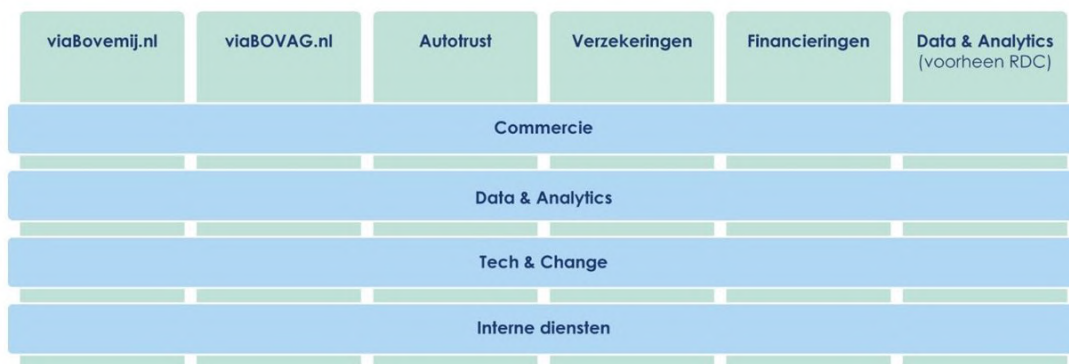 viaBovemij.nl
viaBOVAG.nl
Autotrust
Verzekeringen
Financieringen
Data & Analytics
(voorheen RDC)
Commercie
Data & Analytics
Tech & Change
Interne diensten